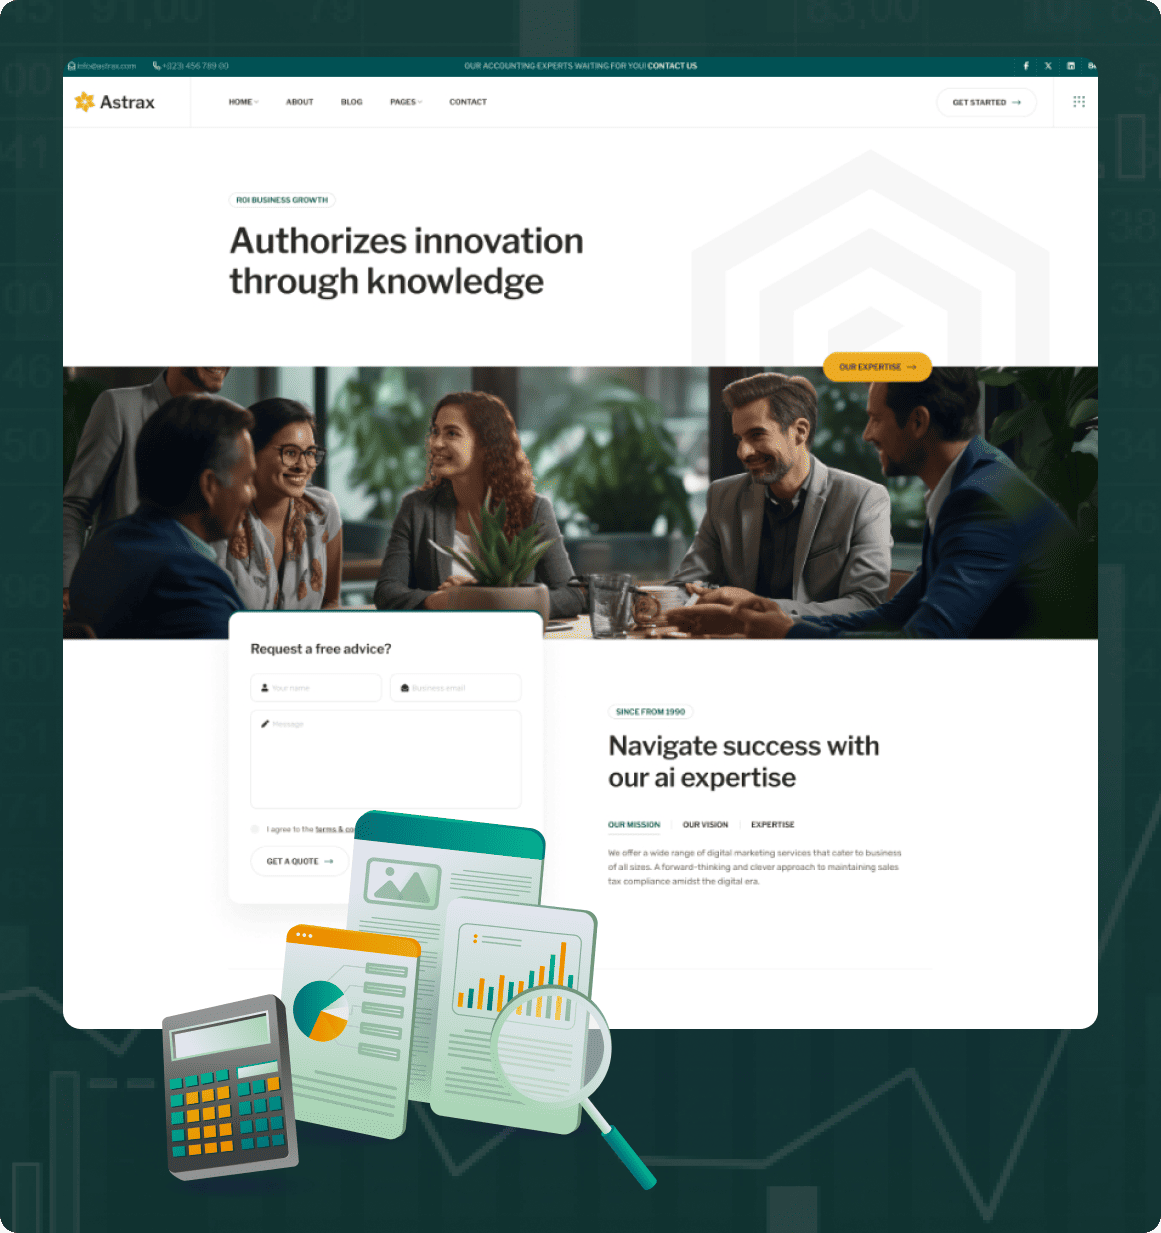 info@astrax.com
+(123) 456 789 00
OUR ACCOUNTING EXPERTS WAITING FOR YOU! CONTACT US
Astrax
HOME
ABOUT
BLOG
PAGES
CONTACT
GET STARTED
ROI BUSINESS GROWTH
Authorizes innovation
through knowledge
OUR EXPERTISE
Request a free advice?
Your name
Business email
Message
I agree to the terms &
GET A QUOTE
SINCE FROM 1990
Navigate success with
our ai expertise
OUR MISSION
OUR VISION
EXPERTISE
We offer a wide range of digital marketing services that cater to business
of all sizes. A forward-thinking and clever approach to maintaining sales
tax compliance amidst the digital era.